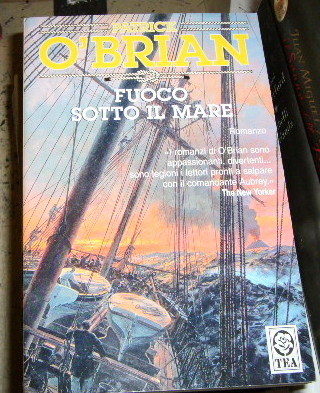 PATRICK
O'BRIAN
FUOCO
SOTTO IL MARE
Romanzo
«I romanzi di O'Brian sono
appassionanti, divertenti...
sono legioni i lettori pronti a salpare
con il comandante Aubrey.»
The New Yorker
TEA